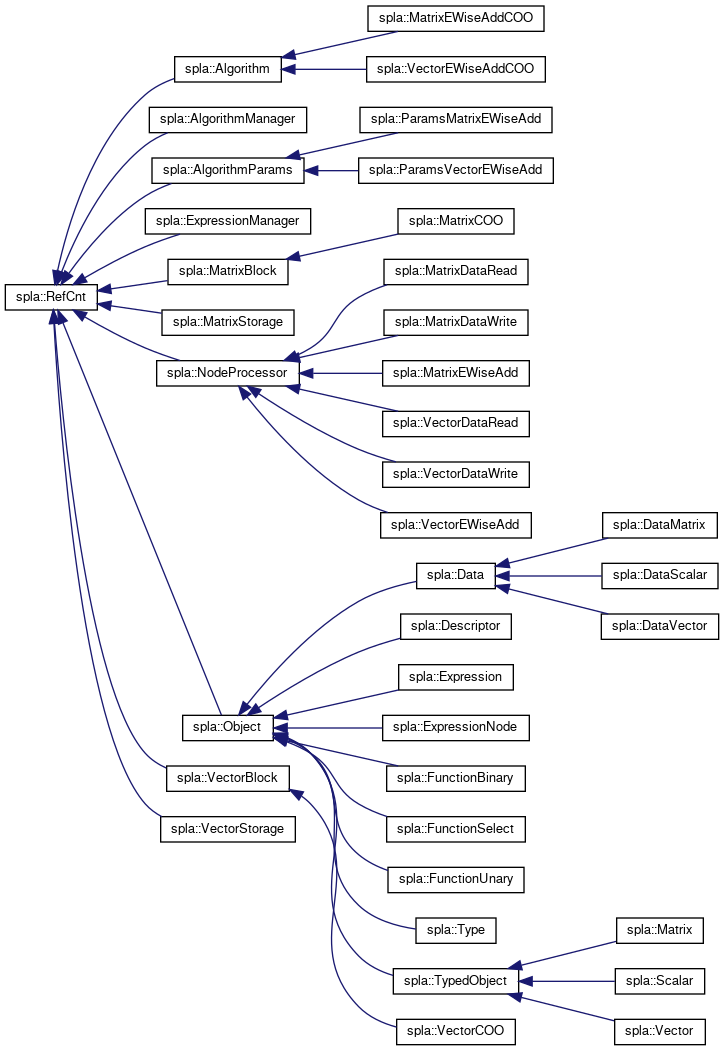 spla::MatrixEWiseAddCOO
spla::Algorithm
spla::VectorEWiseAddCOO
spla::AlgorithmManager
spla::ParamsMatrixEWiseAdd
spla::AlgorithmParams
spla::ParamsVectorEWiseAdd
spla::ExpressionManager
spla::MatrixCOO
spla::MatrixBlock
spla::MatrixDataRead
spla::RefCnt
spla::MatrixStorage
spla::MatrixDataWrite
spla::NodeProcessor
spla::MatrixEWiseAdd
spla::VectorDataRead
spla::VectorDataWrite
spla::VectorEWiseAdd
spla::DataMatrix
spla::Data
spla::DataScalar
spla::Descriptor
spla::DataVector
spla::Expression
spla::Object
spla::ExpressionNode
spla::VectorBlock
spla::FunctionBinary
spla::VectorStorage
spla::FunctionSelect
spla::FunctionUnary
spla::Type
spla::Matrix
spla::TypedObject
spla::Scalar
spla::VectorCOO
spla::Vector